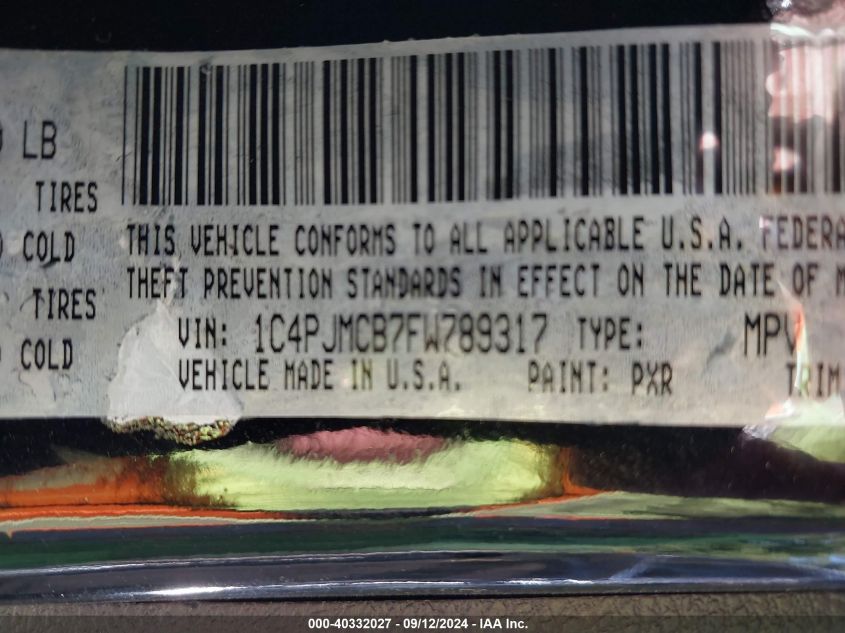 LB
TIRES
COLD
TIRES
COLD
THIS VEHICLE CONFORMS TO ALL APPLICABLE U.S.A. FEDERA
THEFT PREVENTION STANDARDS IN EFFECT ON THE DATE OF M
VIN: 1C4PJMCB7FW789317 TYPE: MPV
VEHICLE MADE IN U.S.A. PAINT: PXR TRIM
000-40332027 - 09/12/2024 - IAA Inc.